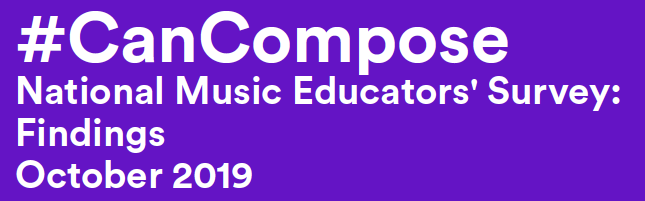 #CanCompose
National Music Educators' Survey:
Findings
October 2019